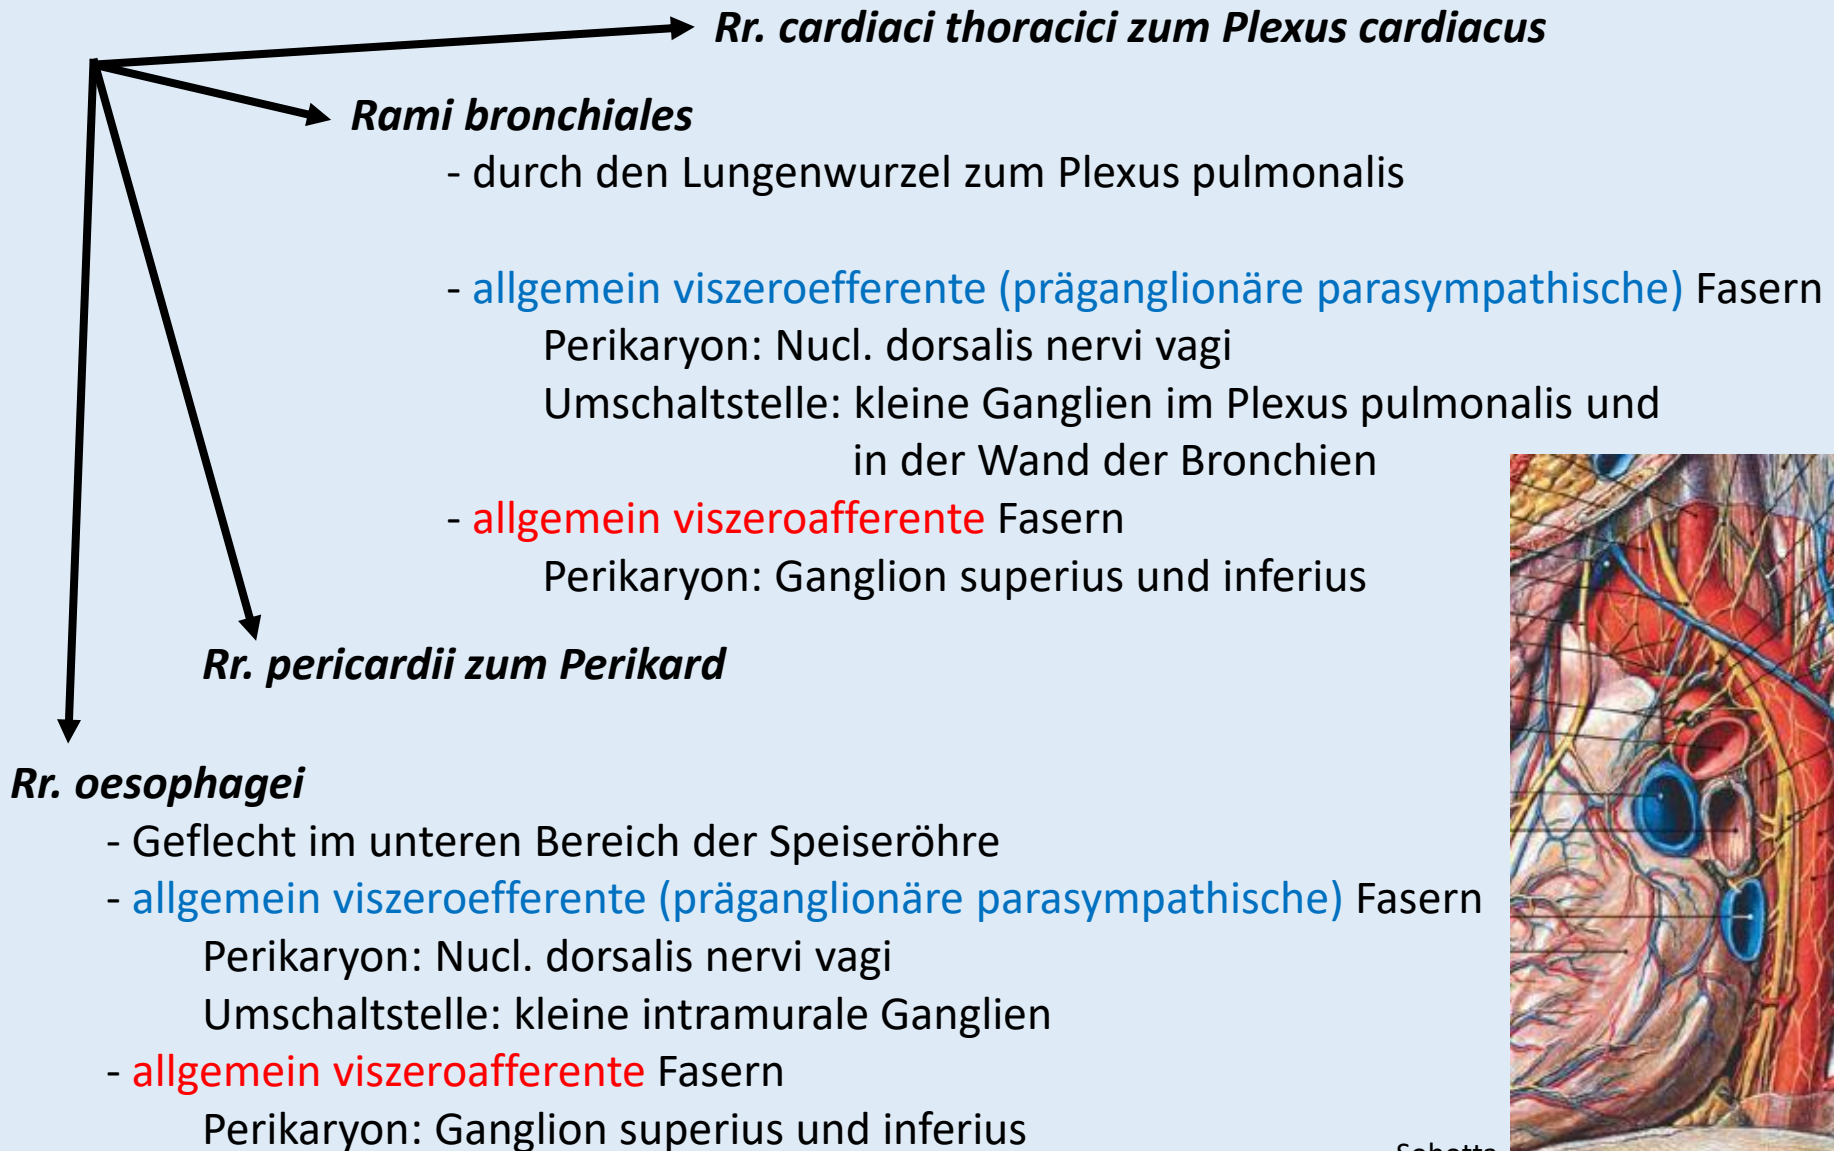 Rr. cardiaci thoracici zum Plexus cardiacus
Rami bronchiales
- durch den Lungenwurzel zum Plexus pulmonalis
- allgemein viszeroefferente (präganglionäre parasympathische) Fasern
Perikaryon: Nucl. dorsalis nervi vagi
Umschaltstelle: kleine Ganglien im Plexus pulmonalis und
in der Wand der Bronchien
- allgemein viszeroafferente Fasern
Perikaryon: Ganglion superius und inferius
Rr. pericardii zum Perikard
Rr. oesophagei
- Geflecht im unteren Bereich der Speiseröhre
- allgemein viszeroefferente (präganglionäre parasympathische) Fasern
Perikaryon: Nucl. dorsalis nervi vagi
Umschaltstelle: kleine intramurale Ganglien
- allgemein viszeroafferente Fasern
Perikaryon: Ganglion superius und inferius
Sobotta